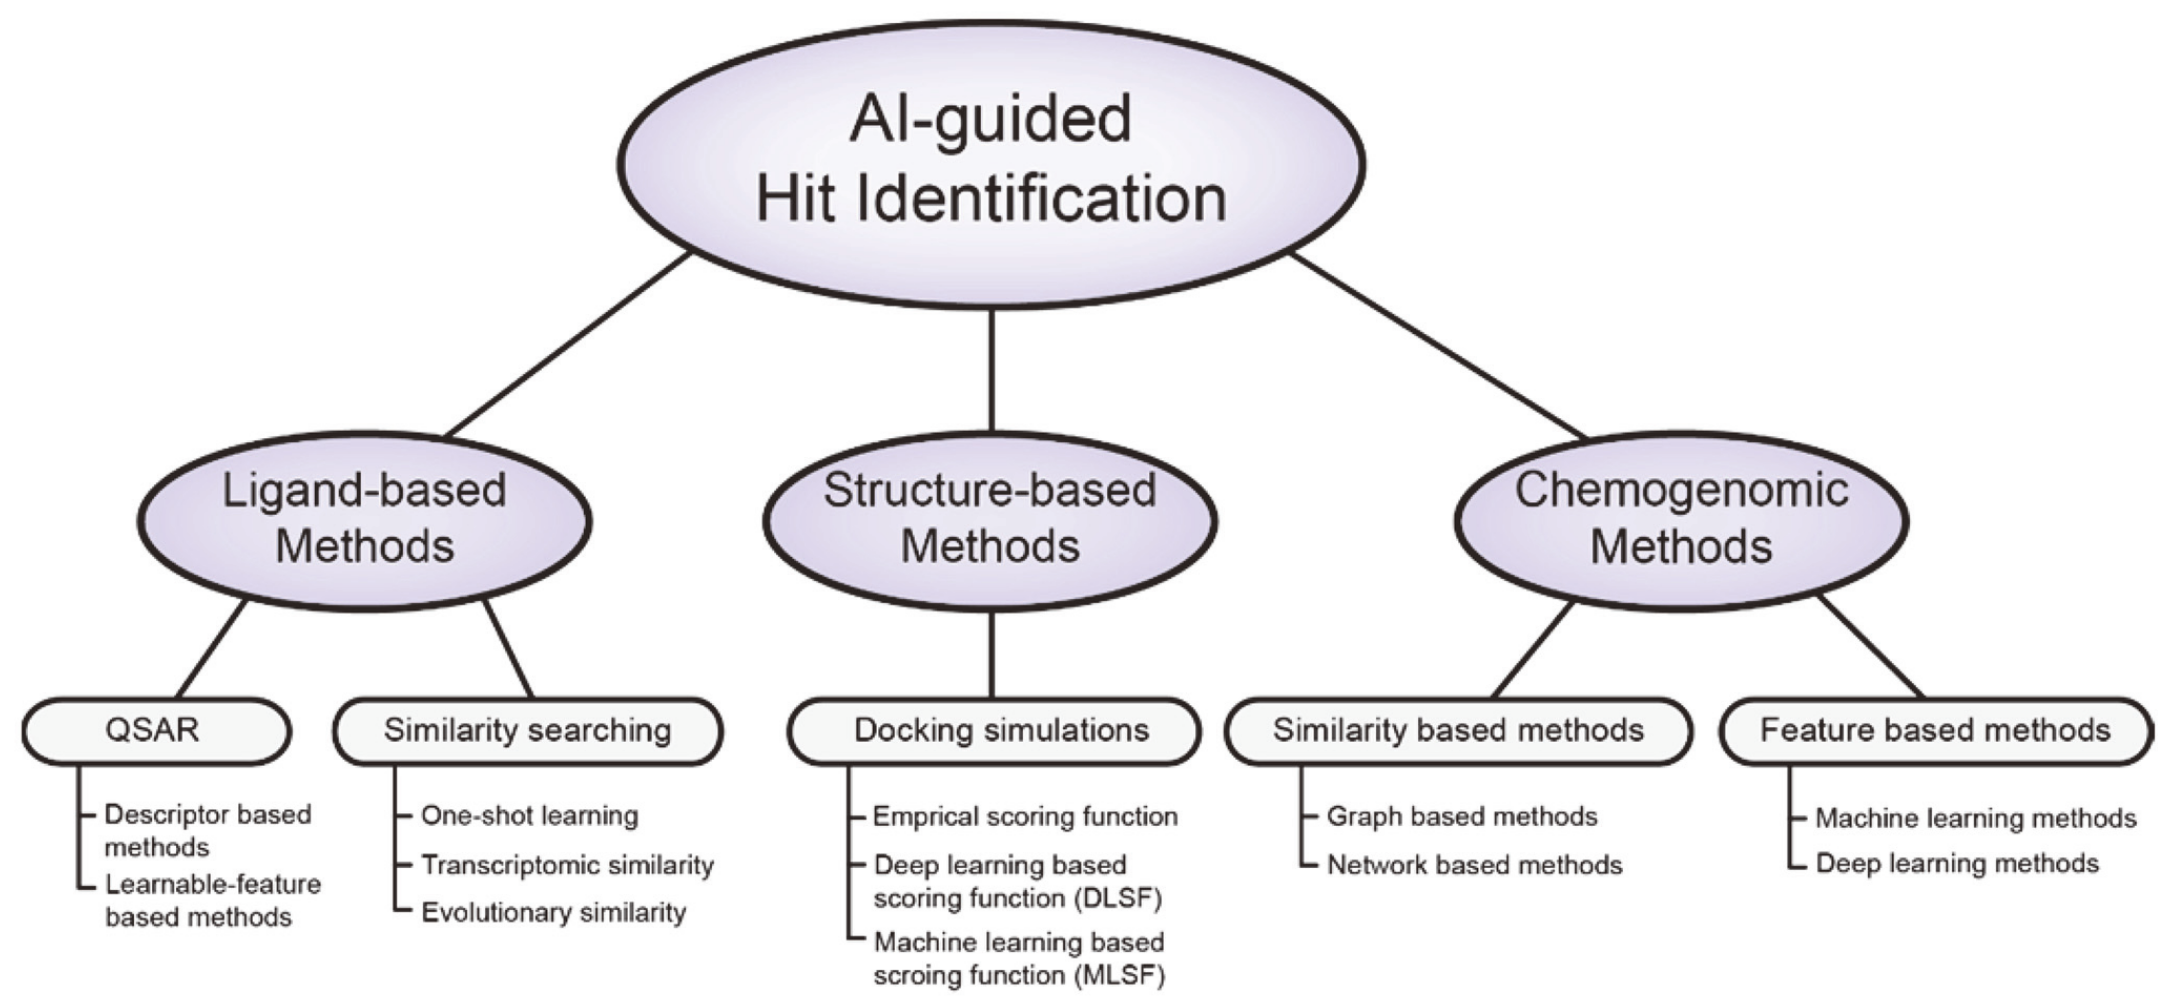 AI-guided
Hit Identification
Ligand-based
Methods
Structure-based
Methods
Chemogenomic
Methods
QSAR
Descriptor based
methods
Learnable-feature
based methods
Similarity searching
One-shot learning
Transcriptomic similarity
Evolutionary similarity
Docking simulations
Emprical scoring function
Deep learning based
scoring function (DLSF)
Machine learning based
scroing function (MLSF)
Similarity based methods
Graph based methods
Network based methods
Feature based methods
Machine learning methods
Deep learning methods